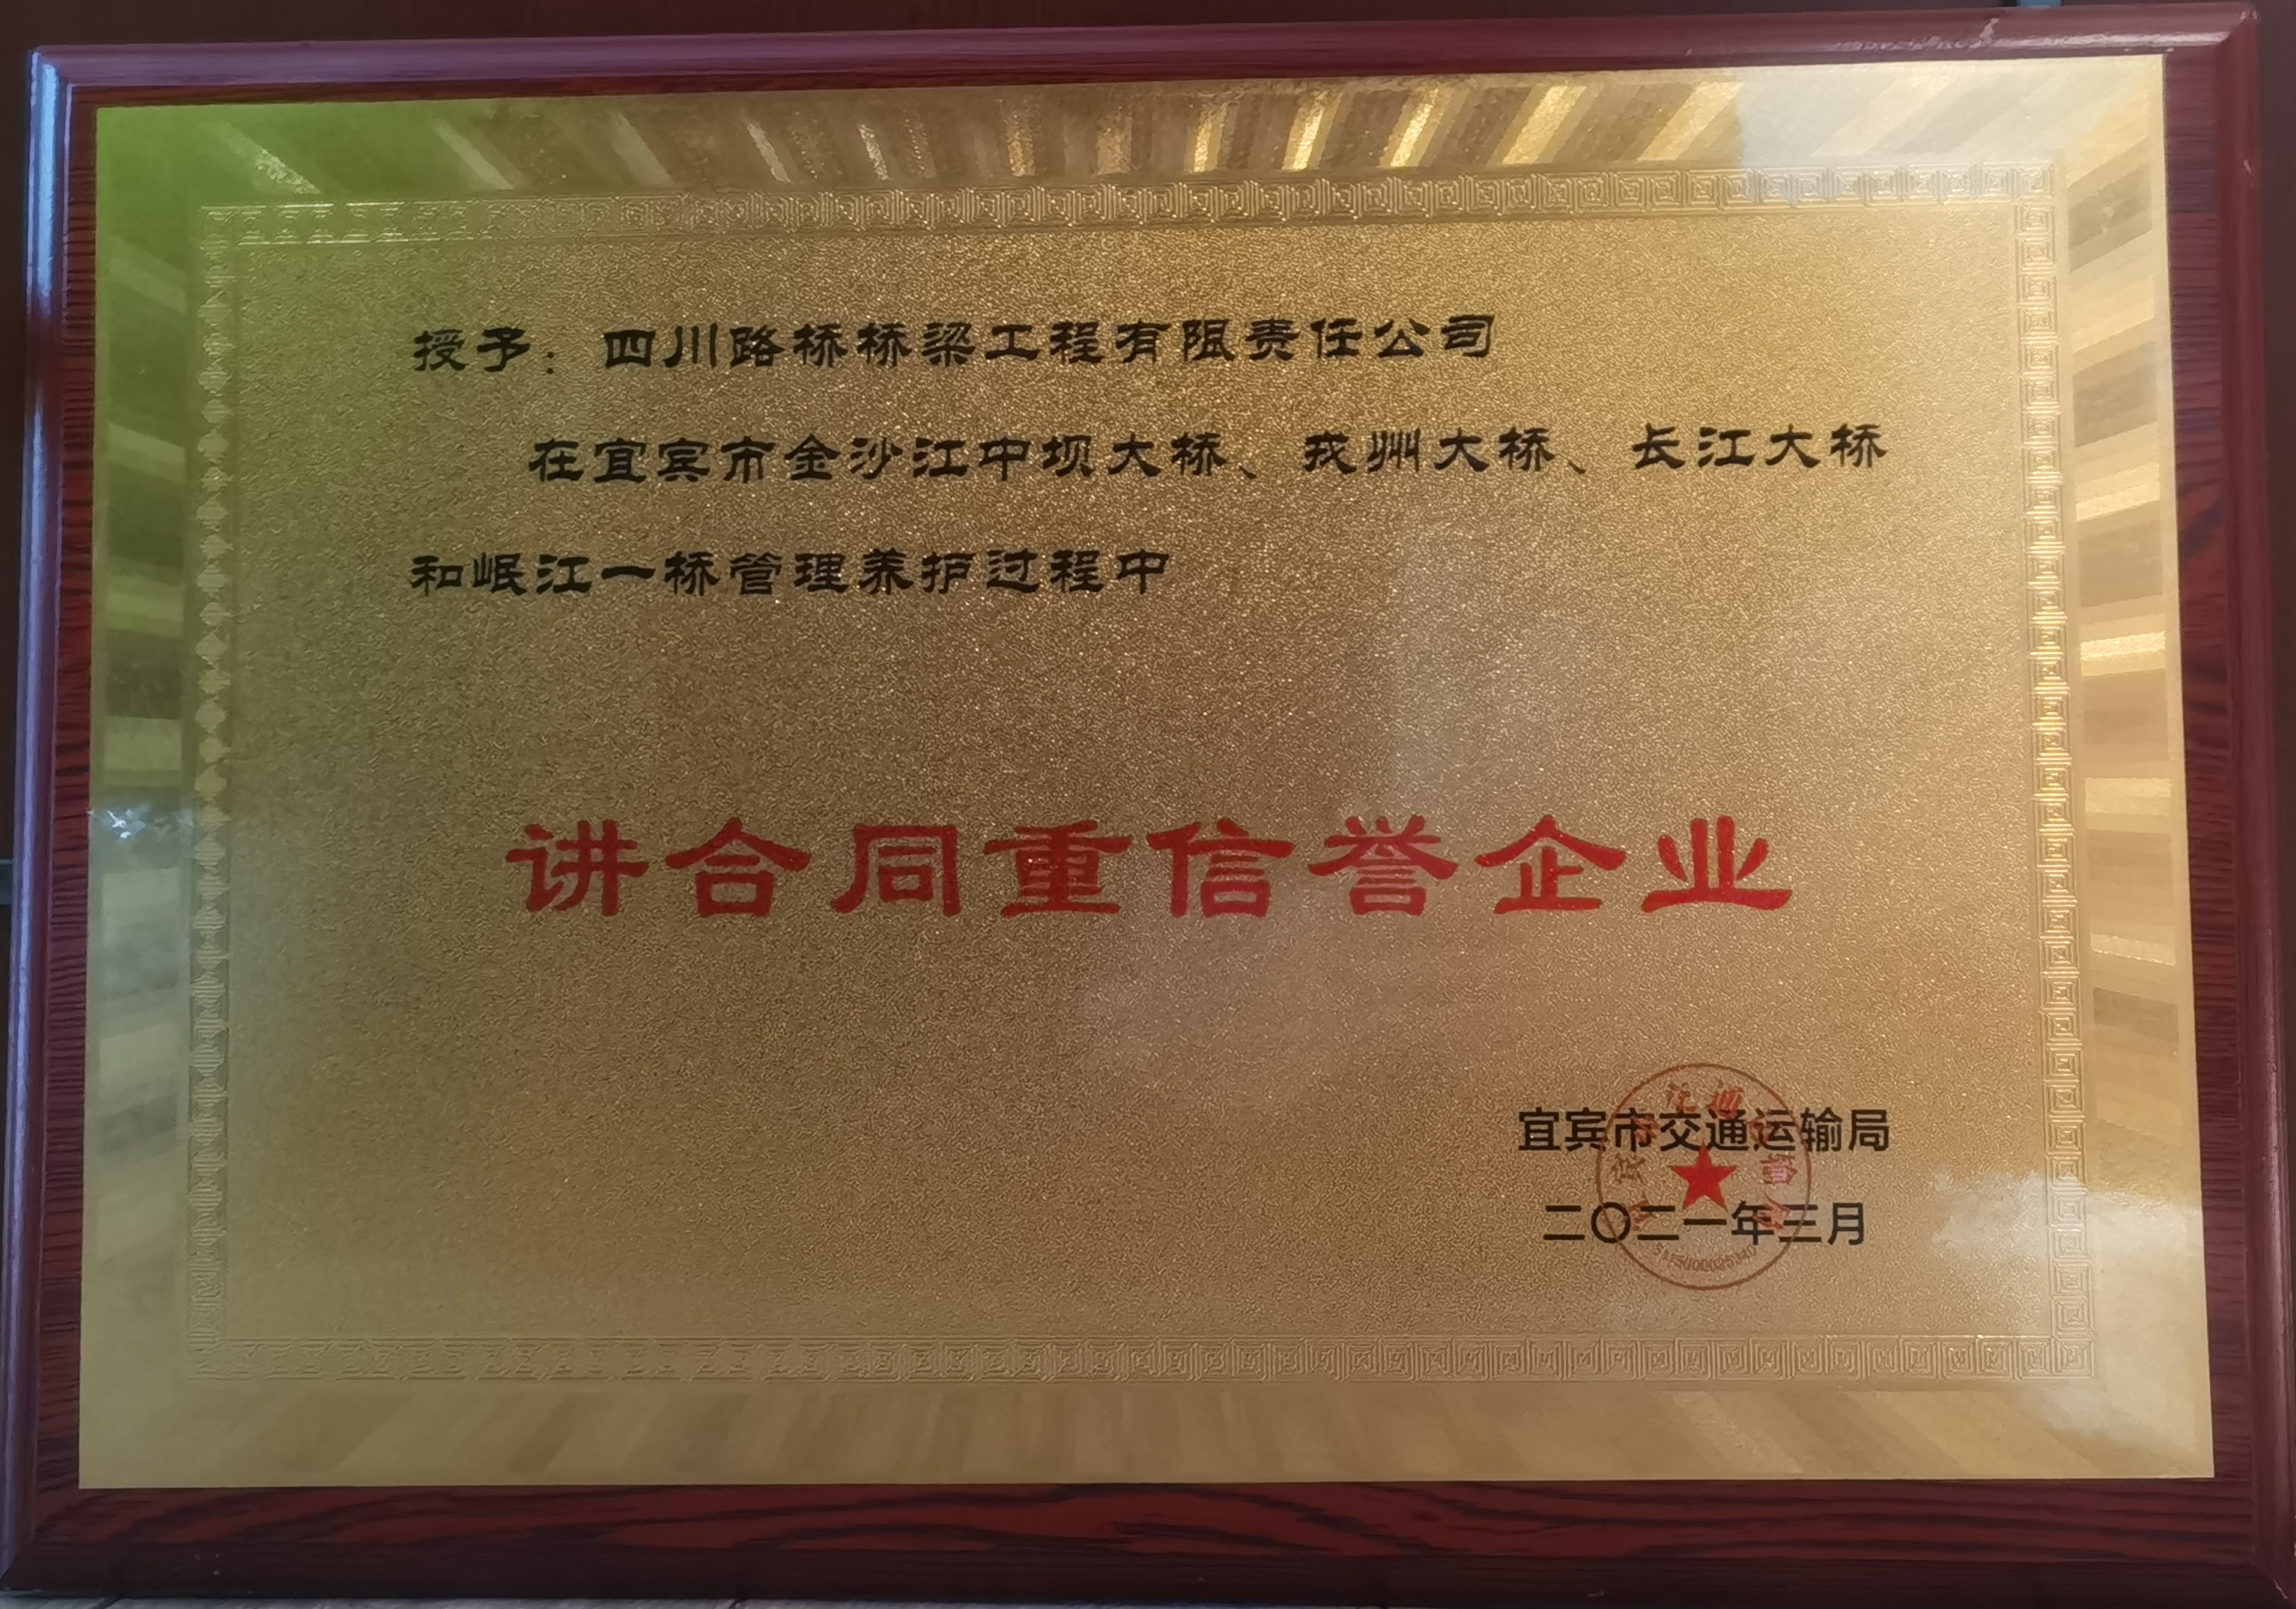 授予：四川路桥桥梁工程有限责任公司
在宜宾市金沙江中坝大桥、戎州大桥、长江大桥
和岷江一桥管理养护过程中
讲合同重信誉企业
宜宾市交通运输局
二〇二一年三月